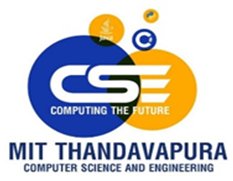 CSE
COMPUTING THE FUTURE
MIT THANDAVAPURA
COMPUTER SCIENCE AND ENGINEERING